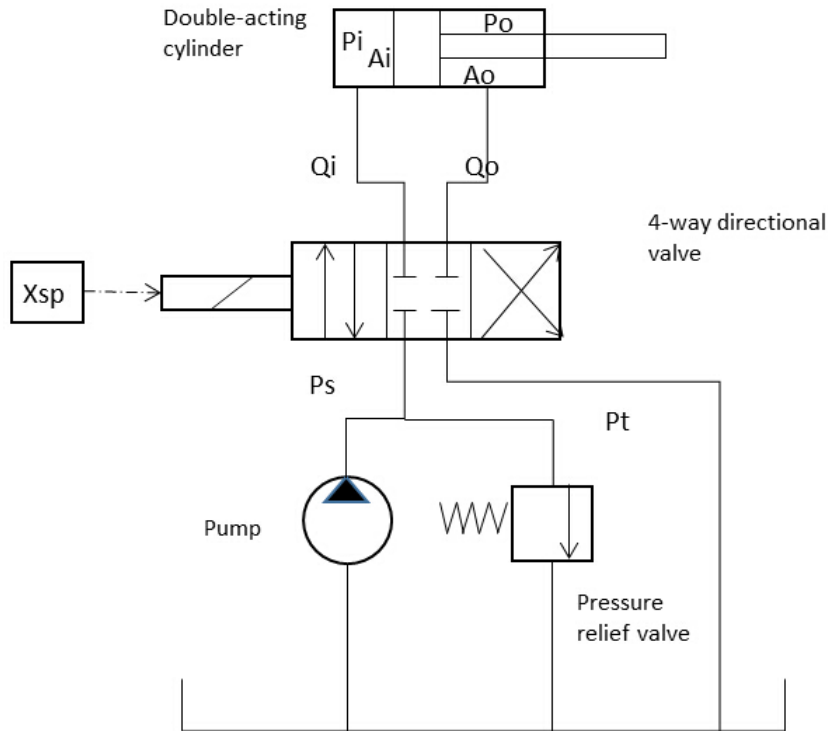 Double-acting
cylinder
Pi
Ai
Po
Ao
Qi
Qo
4-way directional
valve
Xsp
Ps
Pt
Pump
Pressure
relief valve